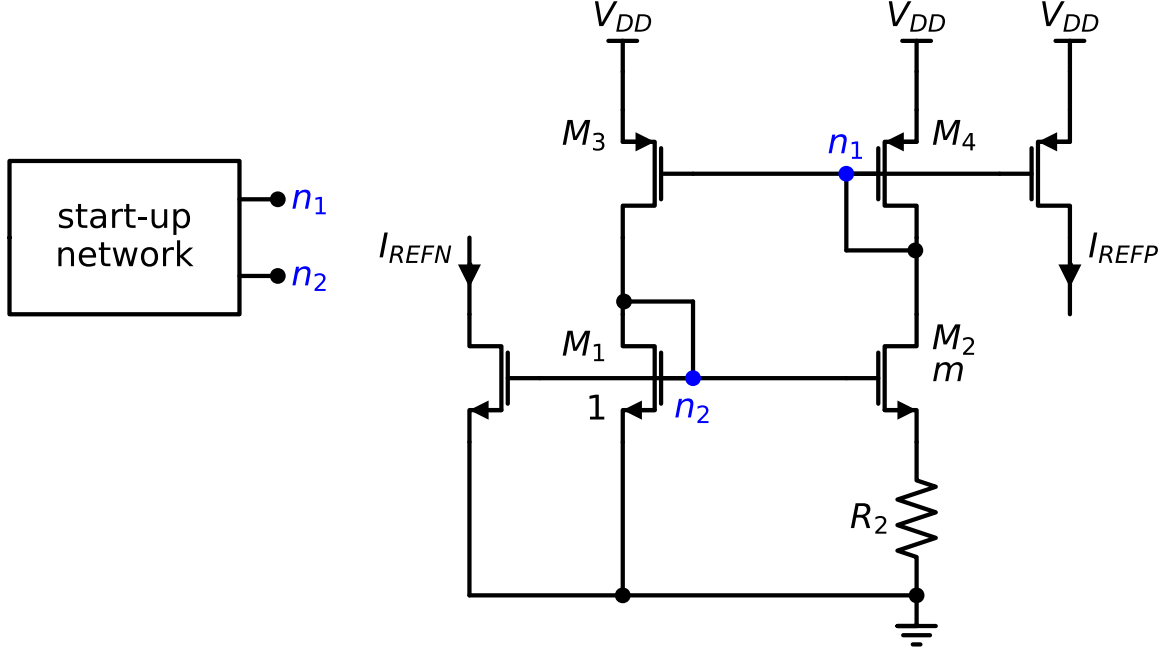 V_DD
V_DD
V_DD
M_3
n_1
M_4
start-up
network
n_1
n_2
I_REFN
I_REFP
M_1
1
n_2
M_2
m
R_2